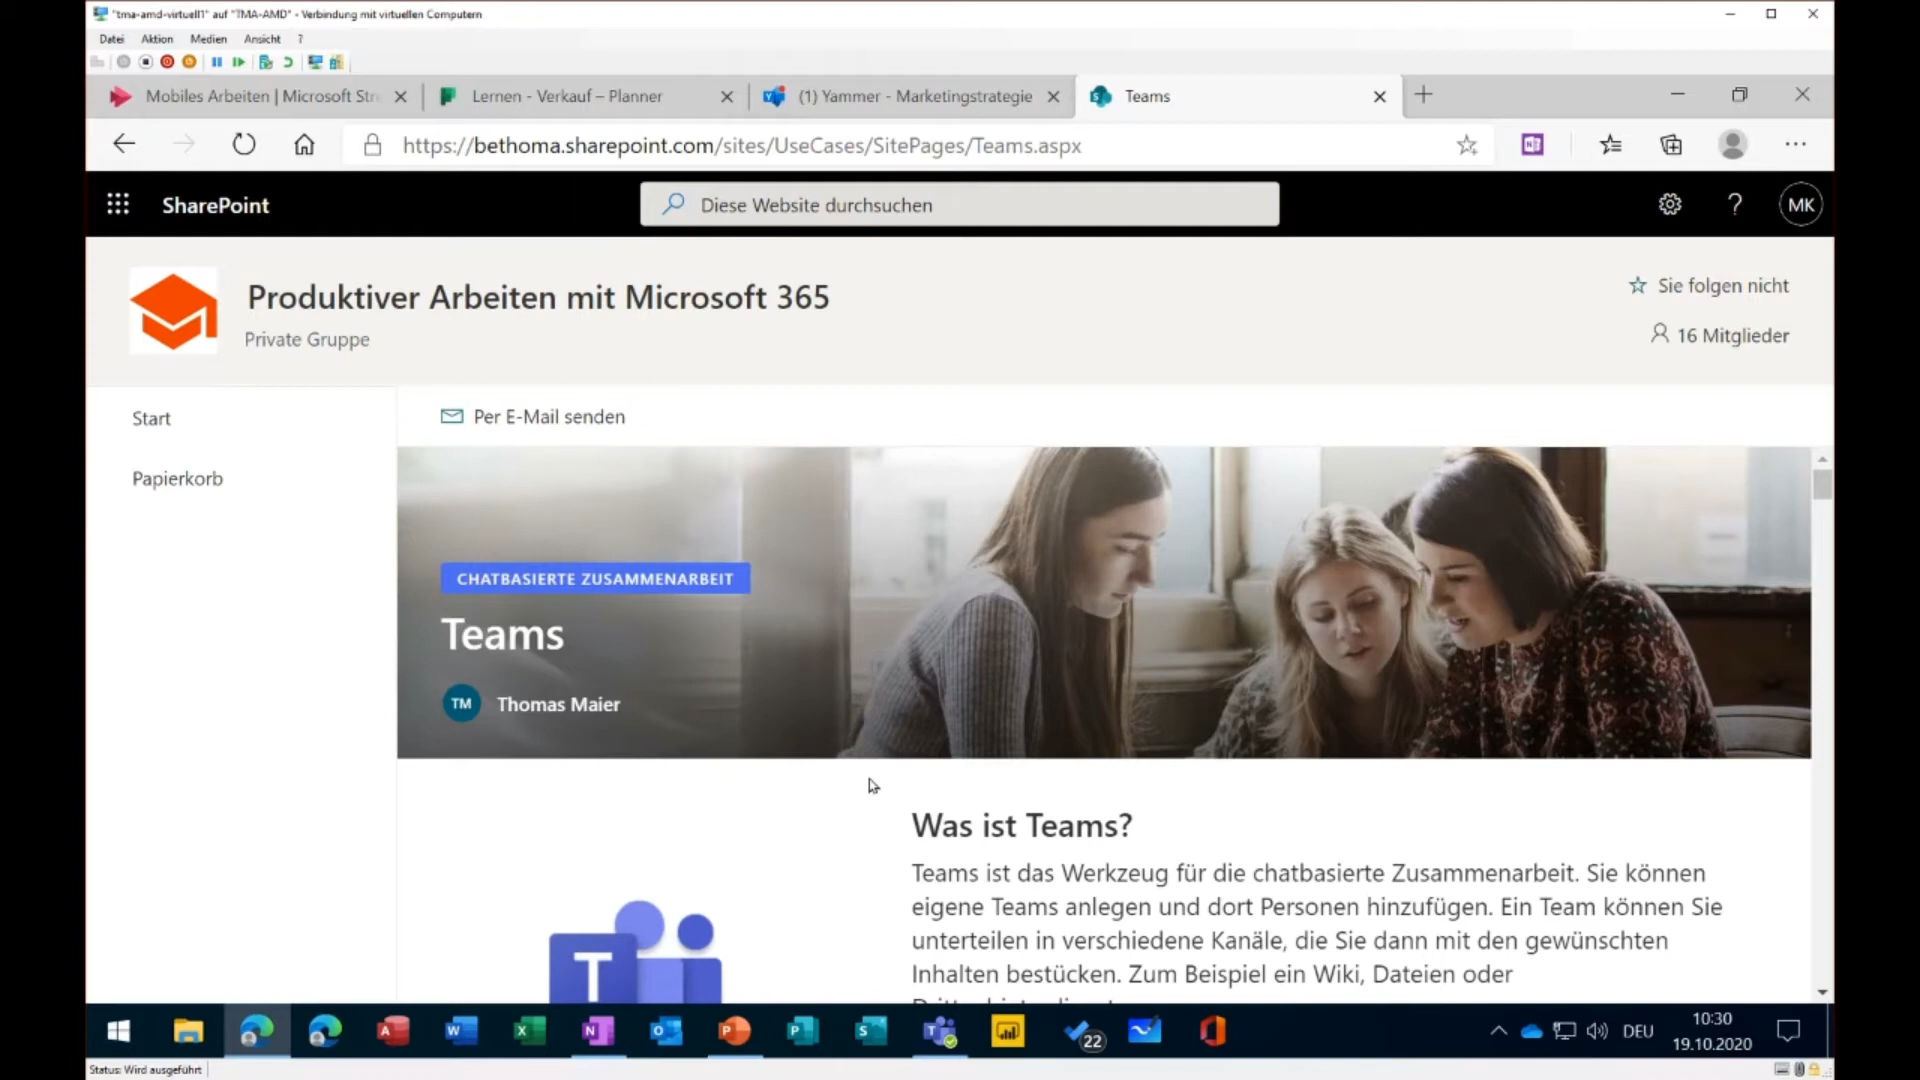 "tma-amd-virtuell1" auf "TMA-AMD" - Verbindung mit virtuellen Computern
Datei Aktion Medien Ansicht ?
Mobiles Arbeiten | Microsoft Str
Lernen - Verkauf – Planner
(1) Yammer - Marketingstrategie
Teams
https://bethoma.sharepoint.com/sites/UseCases/SitePages/Teams.aspx
SharePoint
Diese Website durchsuchen
?
MK
Produktiver Arbeiten mit Microsoft 365
Private Gruppe
Sie folgen nicht
16 Mitglieder
Start
Papierkorb
Per E-Mail senden
CHATBASIERTE ZUSAMMENARBEIT
Teams
TM Thomas Maier
Was ist Teams?
Teams ist das Werkzeug für die chatbasierte Zusammenarbeit. Sie können
eigene Teams anlegen und dort Personen hinzufügen. Ein Team können Sie
unterteilen in verschiedene Kanäle, die Sie dann mit den gewünschten
Inhalten bestücken. Zum Beispiel ein Wiki, Dateien oder
T
22
DEU
10:30
19.10.2020
Status: Wird ausgeführt